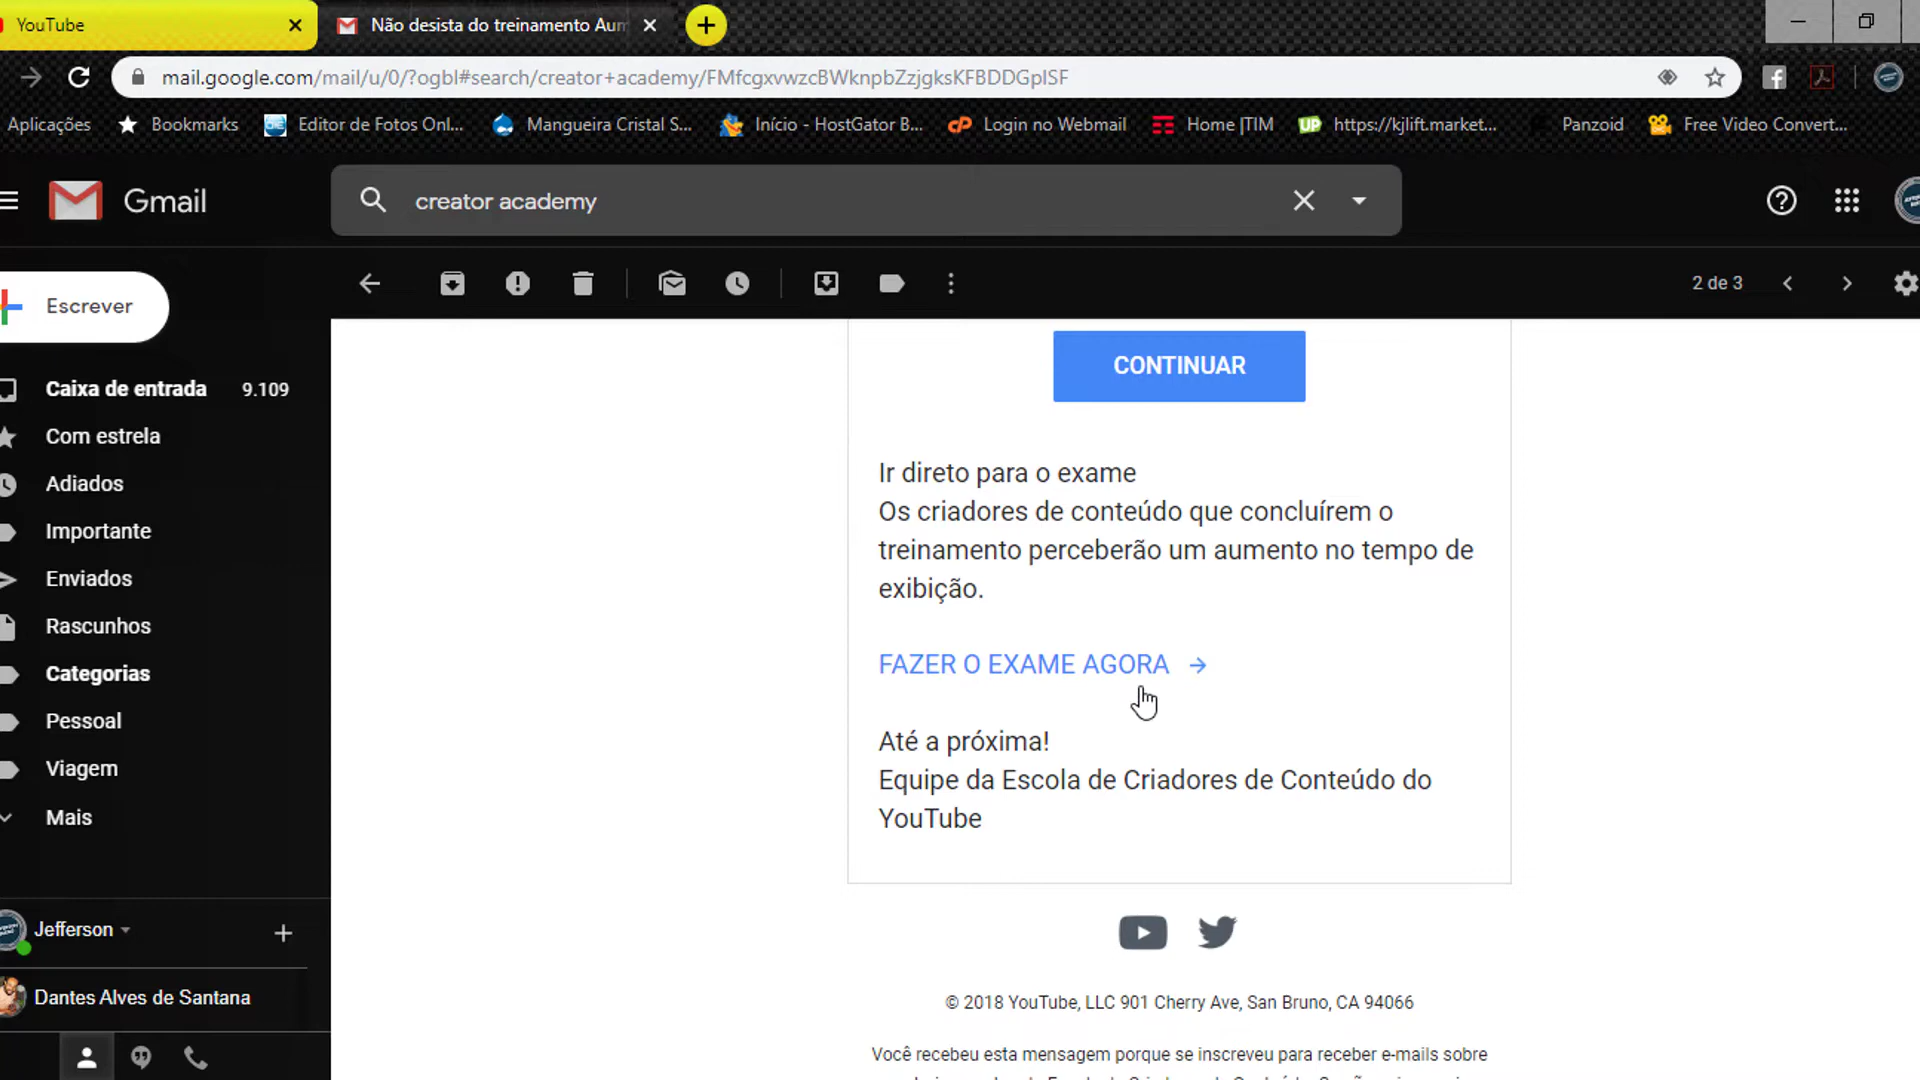 YouTube
Não desista do treinamento Aum
mail.google.com/mail/u/0/?ogbl#search/creator+academy/FMfcgxvwzcBWknpbZzjgksKFBDDGpISF
Aplicações
Bookmarks
Editor de Fotos Onl...
Mangueira Cristal S...
Início - HostGator B...
Login no Webmail
Home |TIM
https://kjlift.market...
Panzoid
Free Video Convert...
Gmail
creator academy
Escrever
2 de 3
Caixa de entrada 9.109
Com estrela
Adiados
Importante
Enviados
Rascunhos
Categorias
Pessoal
Viagem
Mais
Jefferson
Dantes Alves de Santana
CONTINUAR
Ir direto para o exame
Os criadores de conteúdo que concluírem o
treinamento perceberão um aumento no tempo de
exibição.
FAZER O EXAME AGORA →
Até a próxima!
Equipe da Escola de Criadores de Conteúdo do
YouTube
© 2018 YouTube, LLC 901 Cherry Ave, San Bruno, CA 94066
Você recebeu esta mensagem porque se inscreveu para receber e-mails sobre